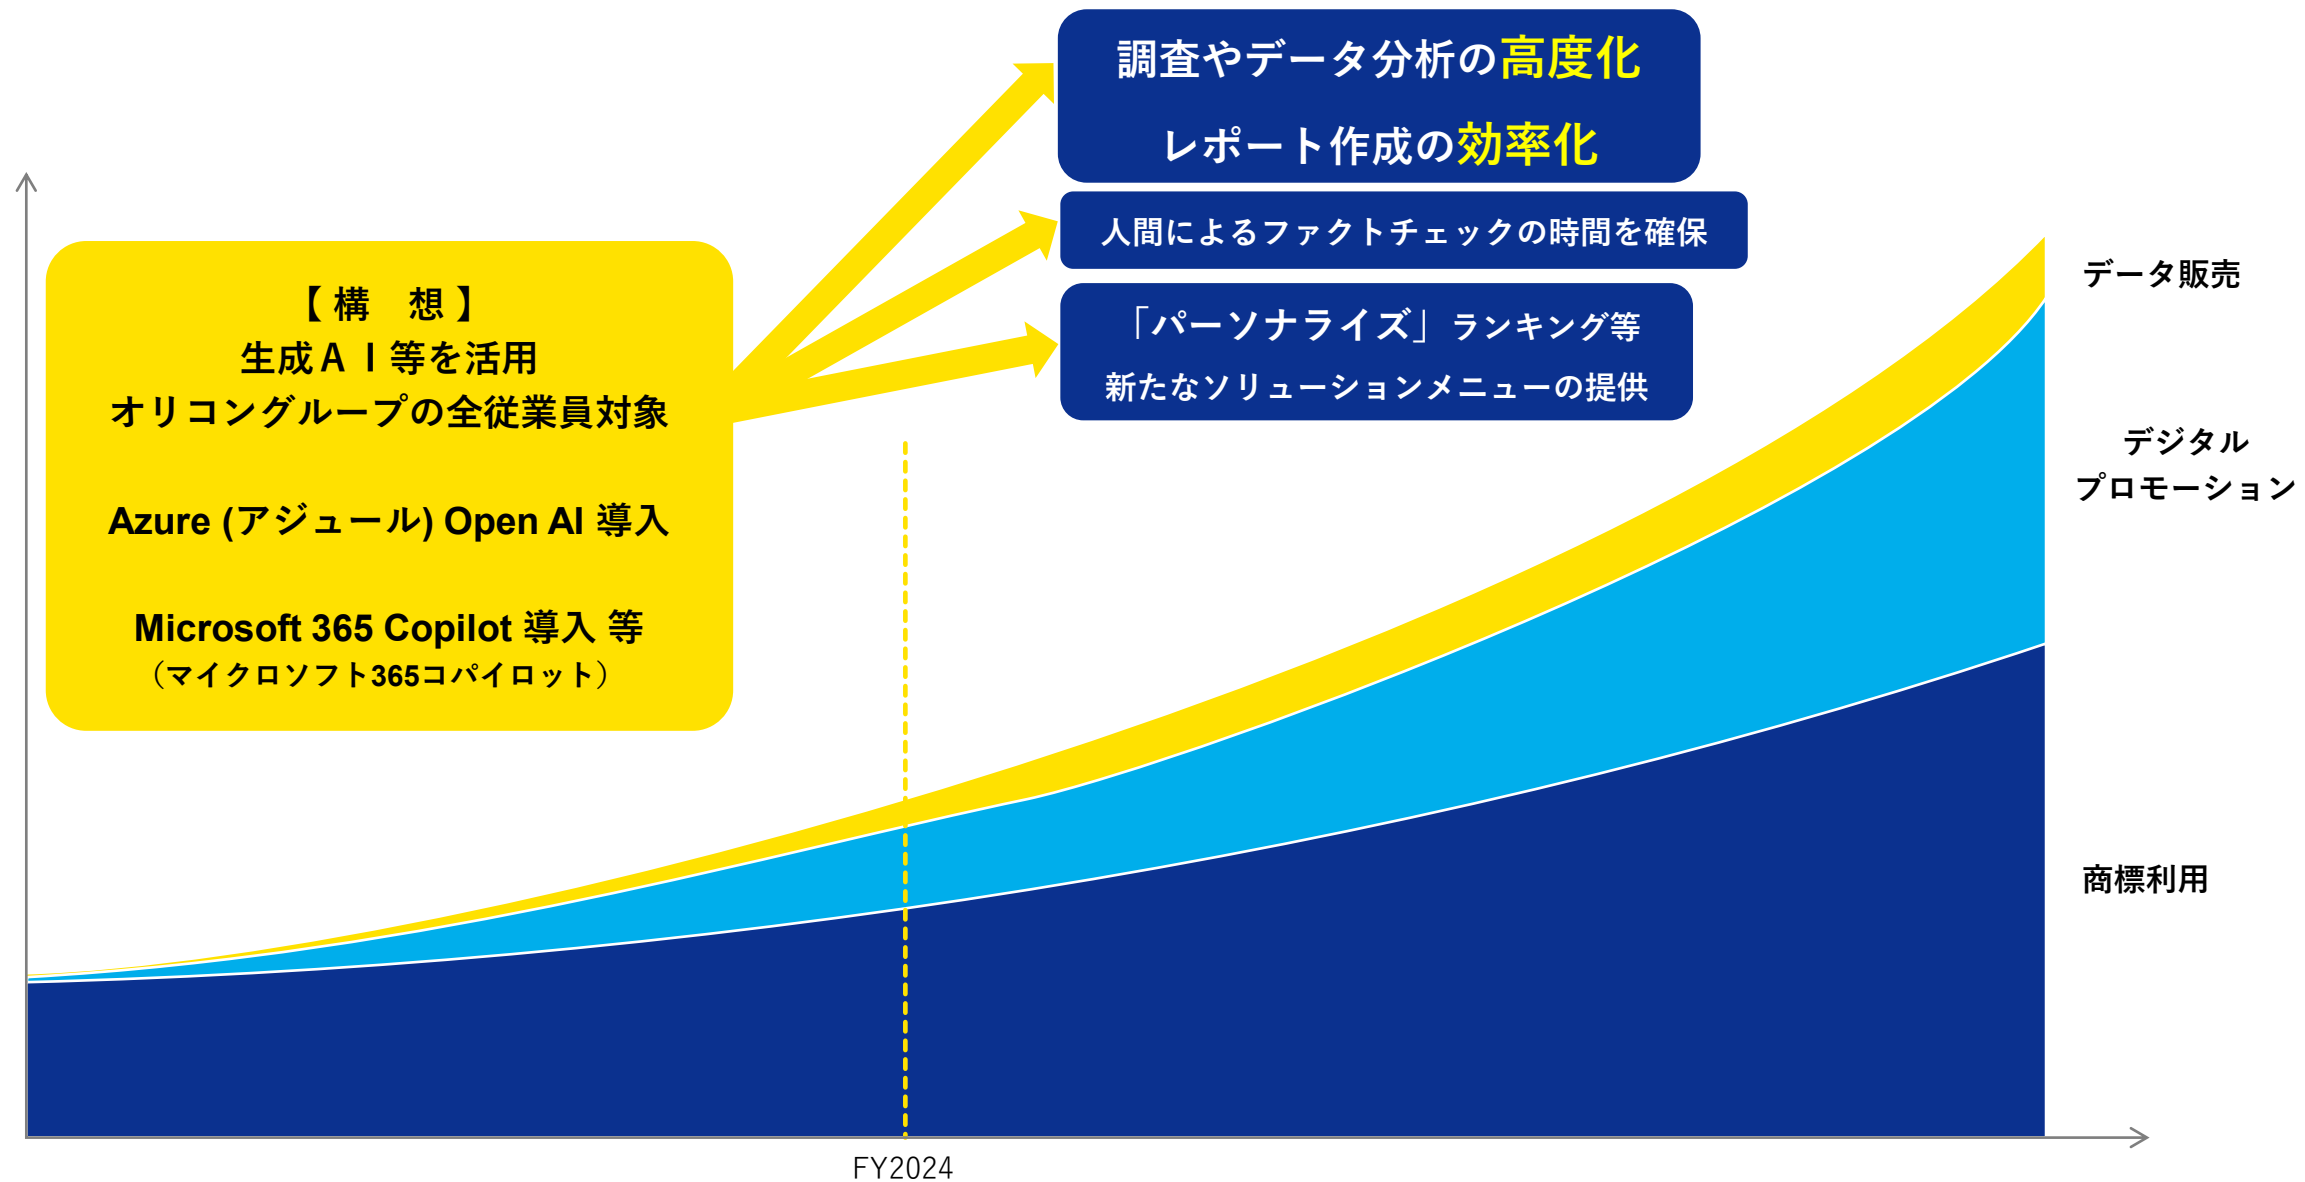 調査やデータ分析の高度化
レポート作成の効率化
人間によるファクトチェックの時間を確保
「パーソナライズ」ランキング等
新たなソリューションメニューの提供
【 構　想 】
生成ＡＩ等を活用
オリコングループの全従業員対象
Azure (アジュール) Open AI 導入
Microsoft 365 Copilot 導入 等
（マイクロソフト365コパイロット）
データ販売
デジタル
プロモーション
商標利用
FY2024